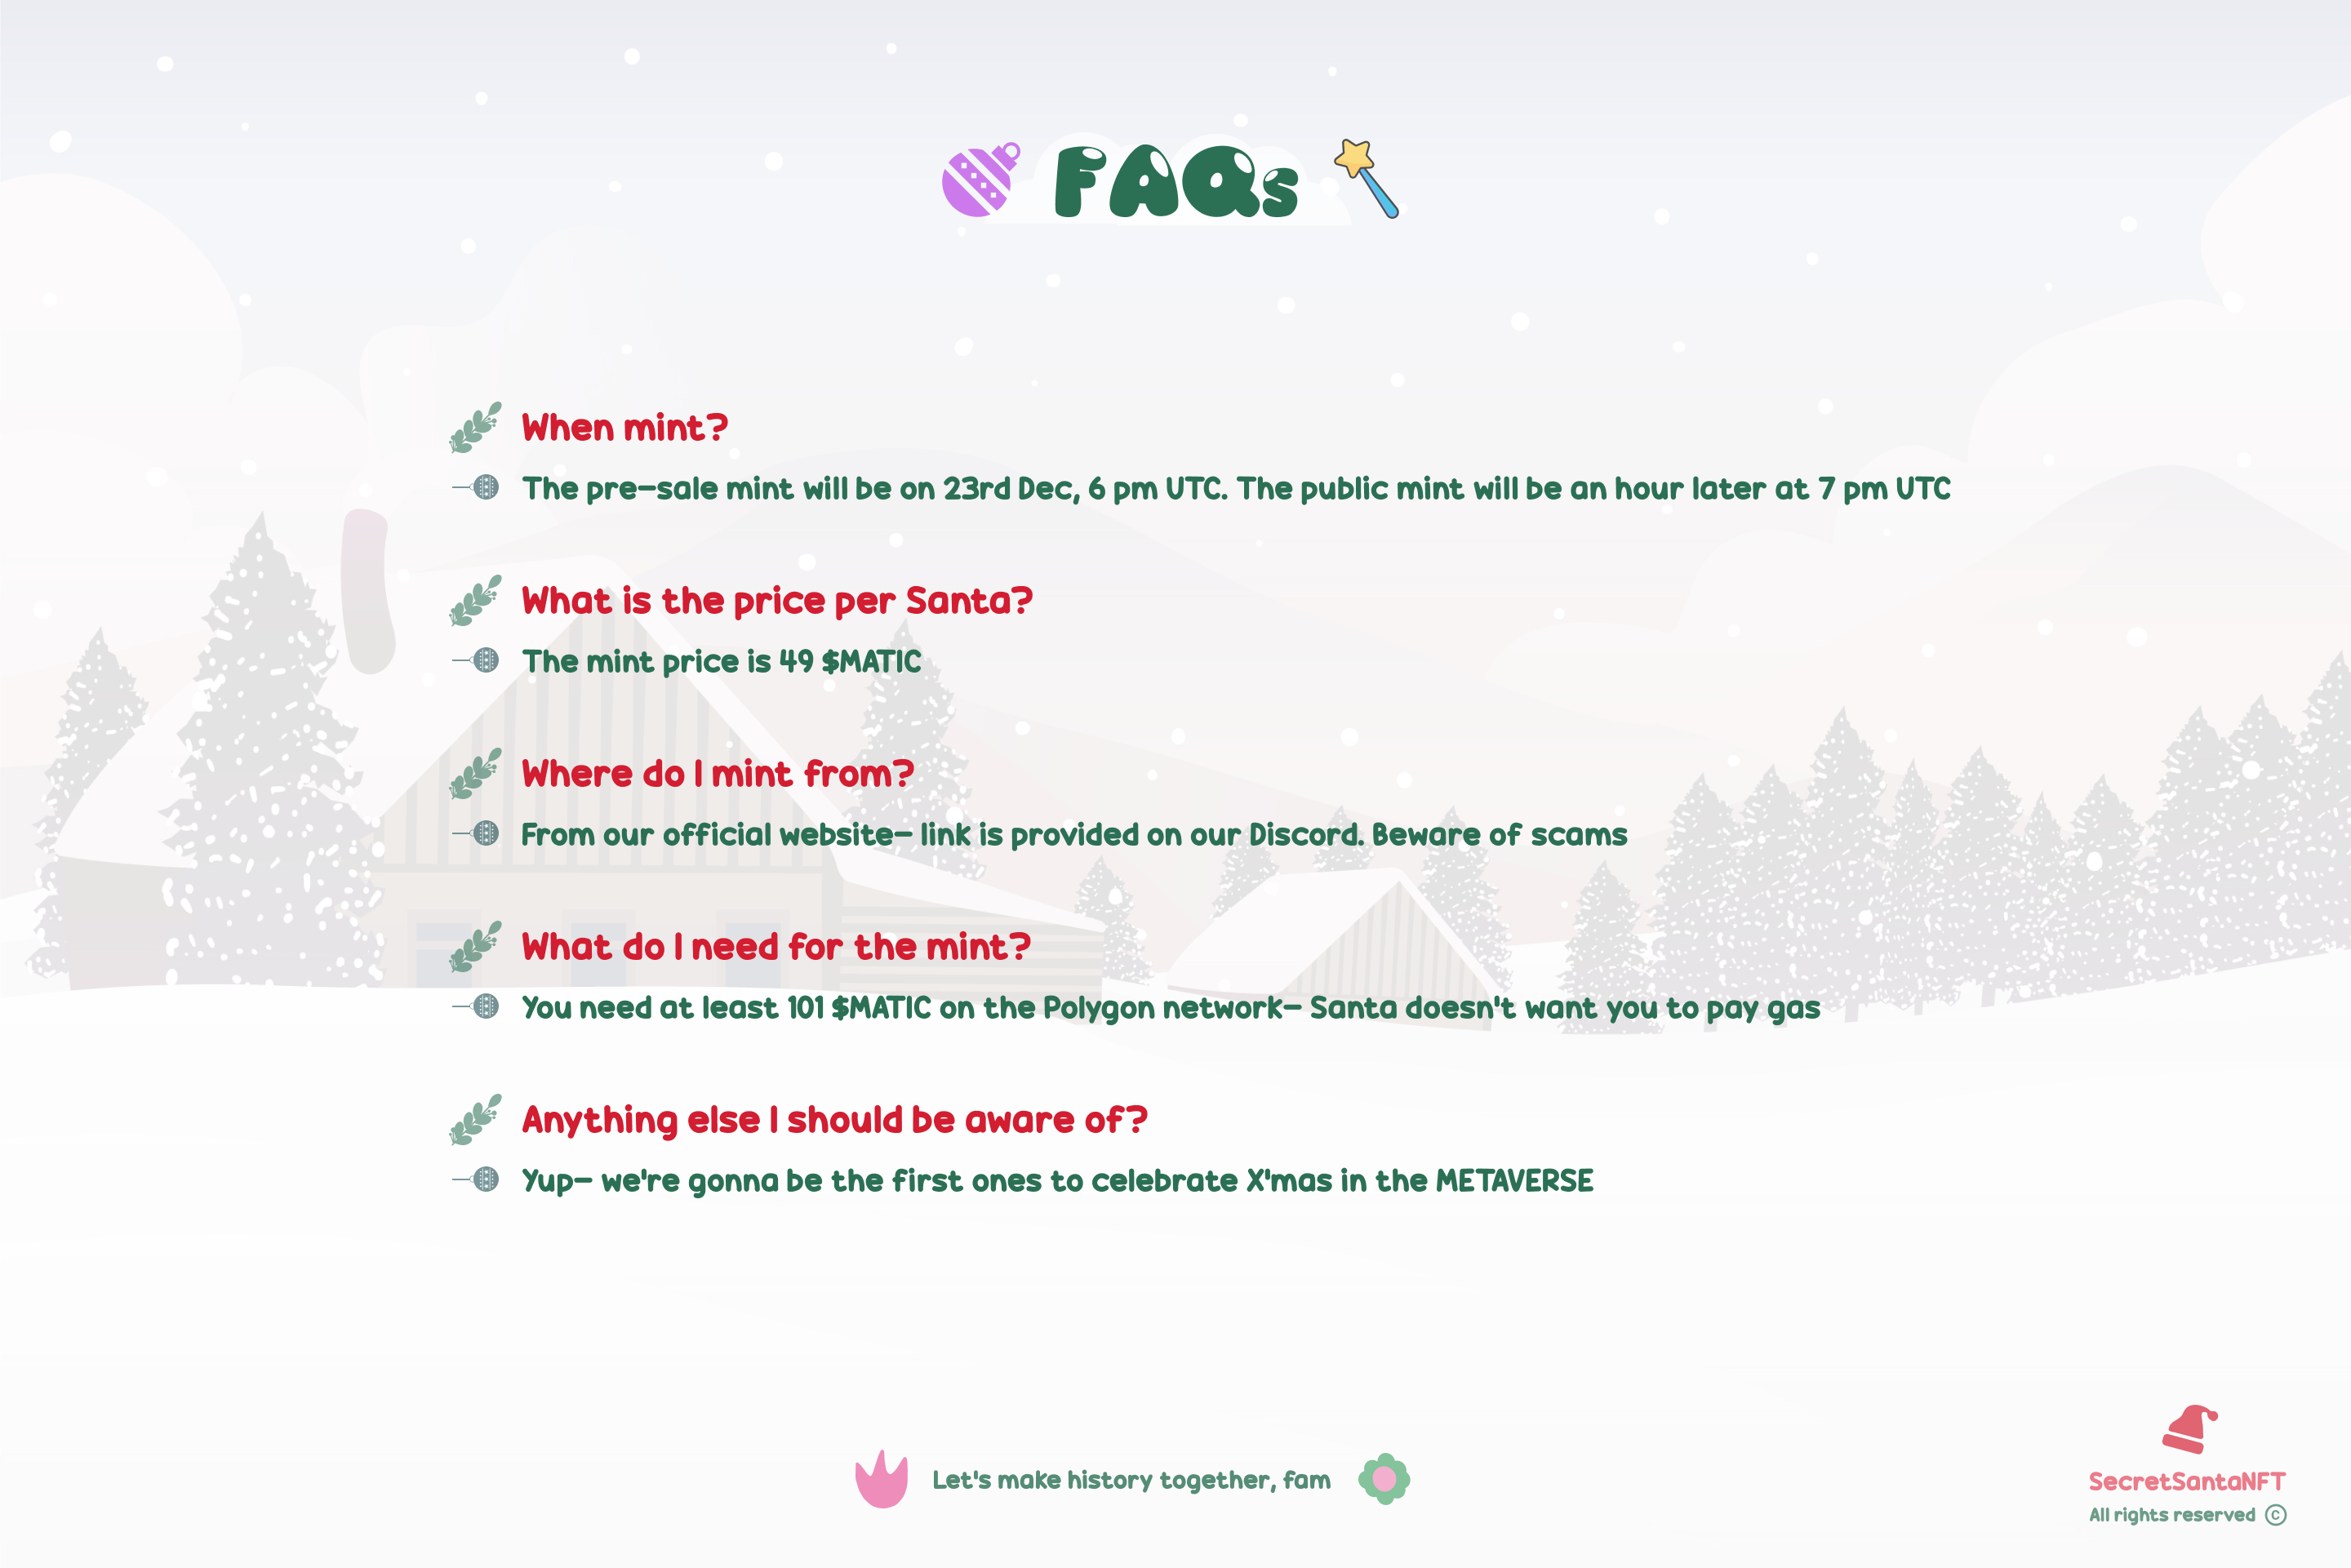 FAQs
When mint?
The pre-sale mint will be on 23rd Dec, 6 pm UTC. The public mint will be an hour later at 7 pm UTC
What is the price per Santa?
The mint price is 49 $MATIC
Where do I mint from?
From our official website- link is provided on our Discord. Beware of scams
What do I need for the mint?
You need at least 101 $MATIC on the Polygon network- Santa doesn't want you to pay gas
Anything else I should be aware of?
Yup- we're gonna be the first ones to celebrate X'mas in the METAVERSE
Let's make history together, fam
SecretSantaNFT
All rights reserved ©